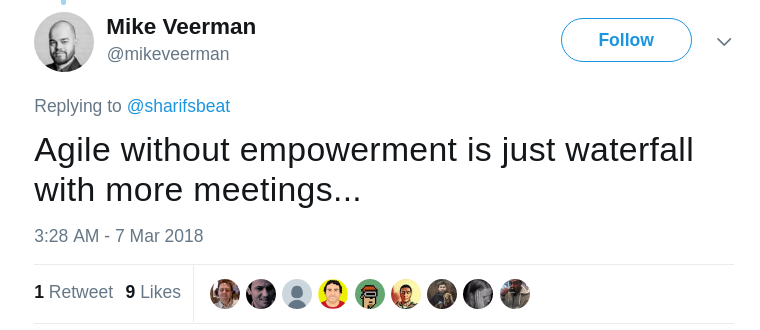 Mike Veerman
@mikeveerman
Follow
Replying to @sharifsbeat
Agile without empowerment is just waterfall
with more meetings...
3:28 AM - 7 Mar 2018
1 Retweet 9 Likes